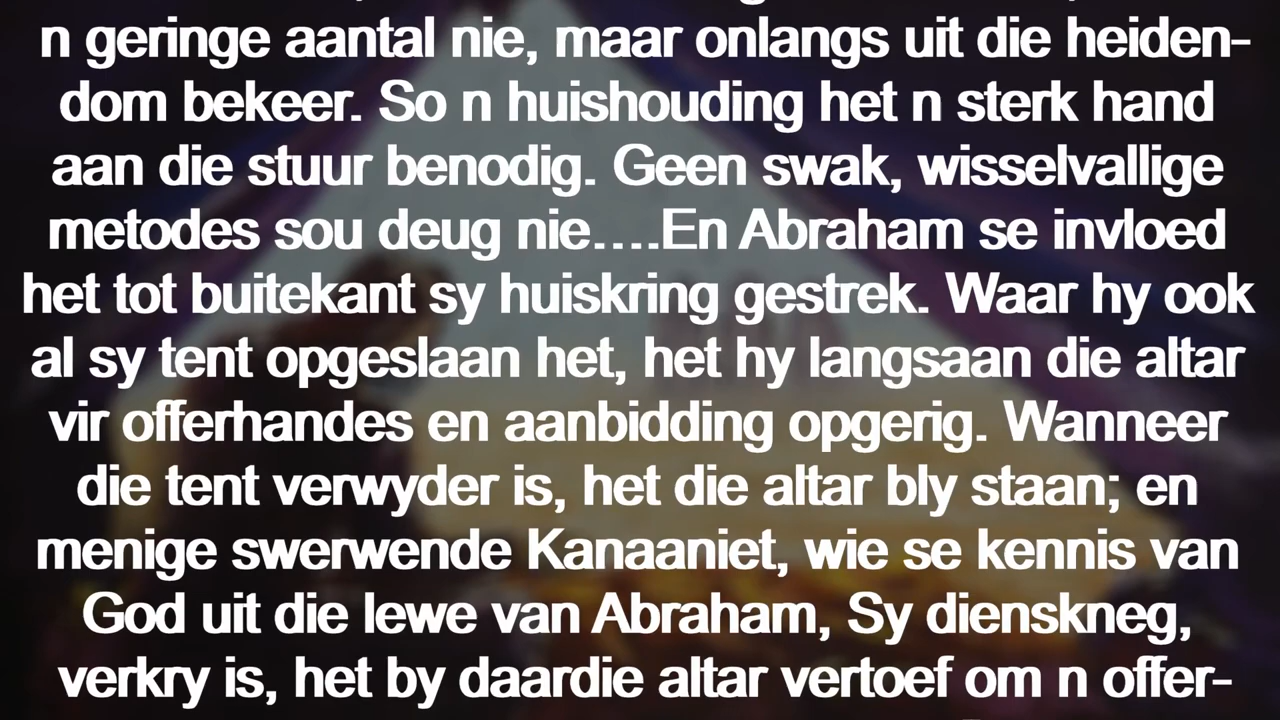 n geringe aantal nie, maar onlangs uit die heiden-
dom bekeer. So n huishouding het n sterk hand
aan die stuur benodig. Geen swak, wisselvallige
metodes sou deug nie....En Abraham se invloed
het tot buitekant sy huiskring gestrek. Waar hy ook
al sy tent opgeslaan het, het hy langsaan die altar
vir offerhandes en aanbidding opgerig. Wanneer
die tent verwyder is, het die altar bly staan; en
menige swerwende Kanaaniet, wie se kennis van
God uit die lewe van Abraham, Sy dienskneg,
verkry is, het by daardie altar vertoef om n offer-